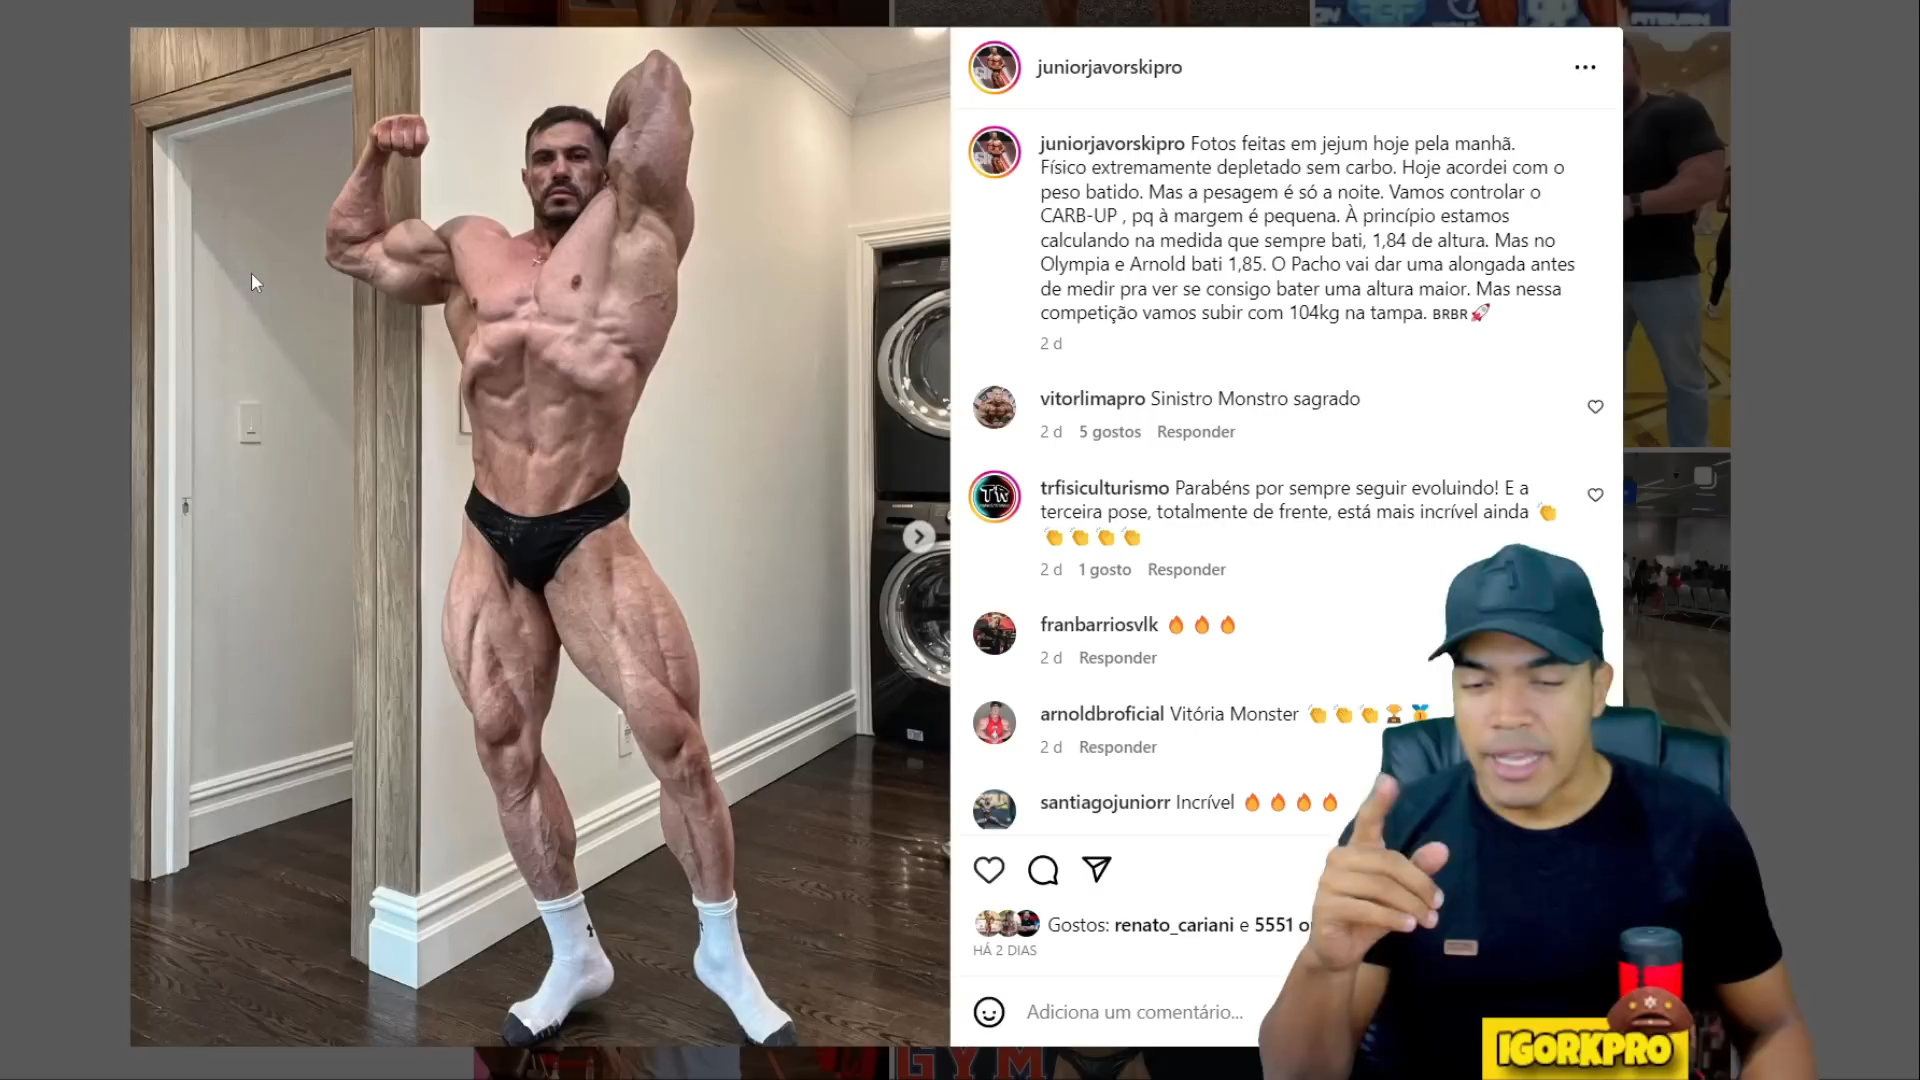 juniorjavorskipro
juniorjavorskipro Fotos feitas em jejum hoje pela manhã.
Físico extremamente depletado sem carbo. Hoje acordei com o
peso batido. Mas a pesagem é só a noite. Vamos controlar o
CARB-UP , pq à margem é pequena. À princípio estamos
calculando na medida que sempre bati, 1,84 de altura. Mas no
Olympia e Arnold bati 1,85. O Pacho vai dar uma alongada antes
de medir pra ver se consigo bater uma altura maior. Mas nessa
competição vamos subir com 104kg na tampa. BRBR🚀
2 d
vitorlimapro Sinistro Monstro sagrado
2 d 5 gostos Responder
trfisiculturismo Parabéns por sempre seguir evoluindo! E a
terceira pose, totalmente de frente, está mais incrível ainda 👏
👏👏👏👏
2 d 1 gosto Responder
franbarriosvlk 🔥🔥🔥
2 d Responder
arnoldbroficial Vitória Monster 👏👏👏🏆🥇
2 d Responder
santiagojuniorr Incrível 🔥🔥🔥🔥
Gostos: renato_cariani e 5551 o
HÁ 2 DIAS
Adiciona um comentário...
IGORKPRO
GYM